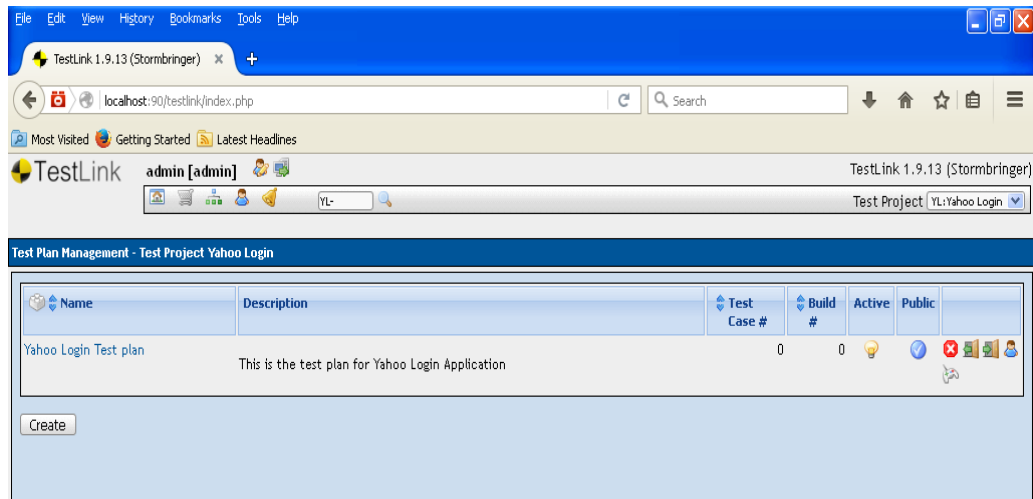 File Edit View History Bookmarks Tools Help
TestLink 1.9.13 (Stormbringer)
localhost:90/testlink/index.php
Search
Most Visited Getting Started Latest Headlines
TestLink admin [admin] TestLink 1.9.13 (Stormbringer)
YL- Test Project YL:Yahoo Login
Test Plan Management - Test Project Yahoo Login
Name Description Test Case # Build # Active Public
Yahoo Login Test plan This is the test plan for Yahoo Login Application 0 0
Create